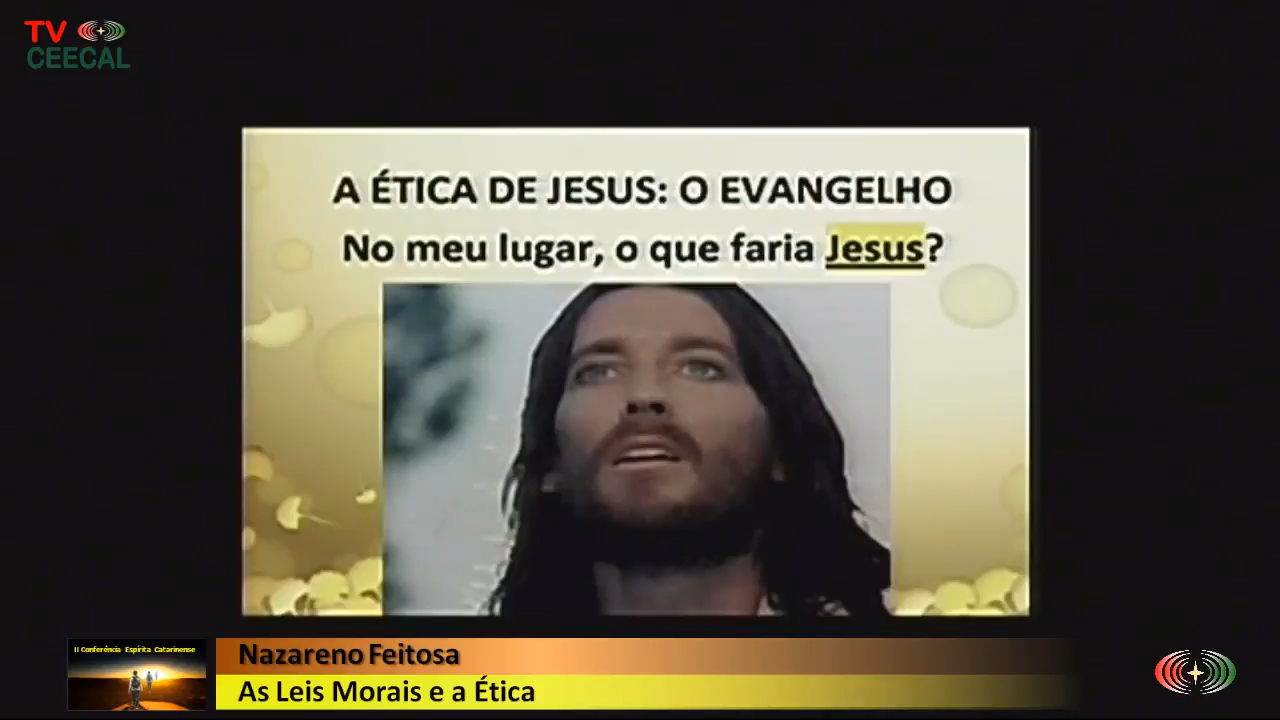 TV
CEECAL
A ÉTICA DE JESUS: O EVANGELHO
No meu lugar, o que faria Jesus?
II Conferência Espírita Catarinense
Nazareno Feitosa
As Leis Morais e a Ética